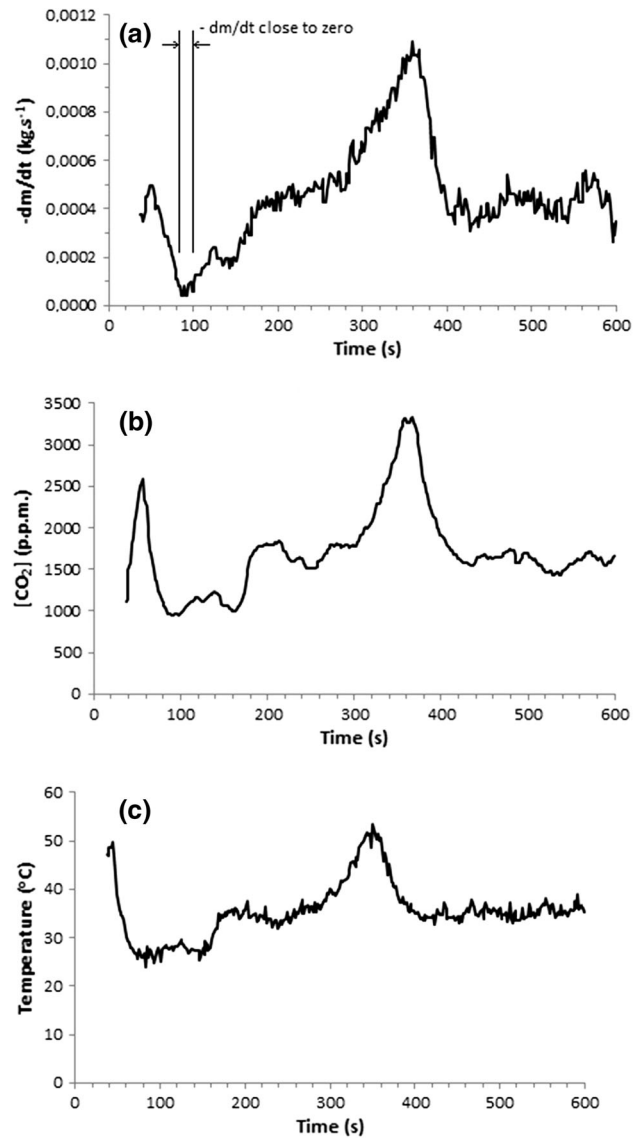 (a)
- dm/dt close to zero
0,0012
0,0010
0,0008
0,0006
0,0004
0,0002
0,0000
-dm/dt (kg.s⁻¹)
0 100 200 300 400 500 600
Time (s)
(b)
3500
3000
2500
2000
1500
1000
500
0
[CO₂] (p.p.m.)
0 100 200 300 400 500 600
Time (s)
(c)
60
50
40
30
20
10
0
Temperature (°C)
0 100 200 300 400 500 600
Time (s)